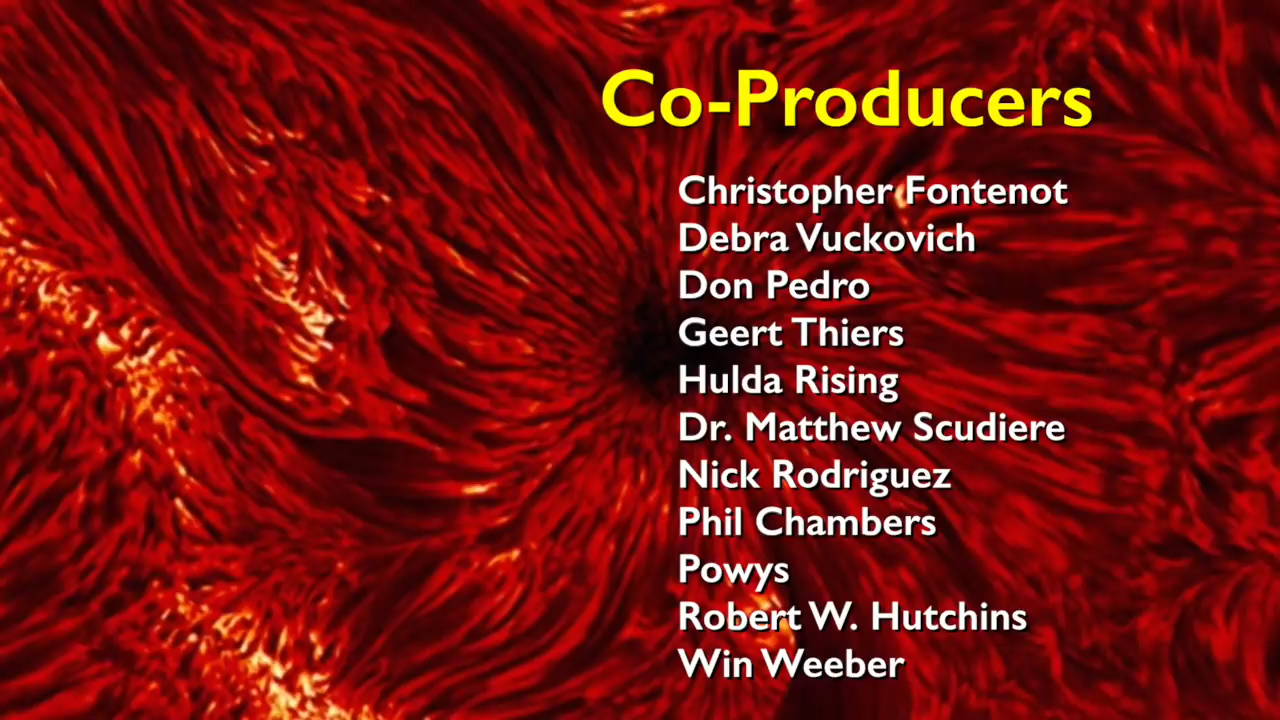 Co-Producers
Christopher Fontenot
Debra Vuckovich
Don Pedro
Geert Thiers
Hulda Rising
Dr. Matthew Scudiere
Nick Rodriguez
Phil Chambers
Powys
Robert W. Hutchins
Win Weeber